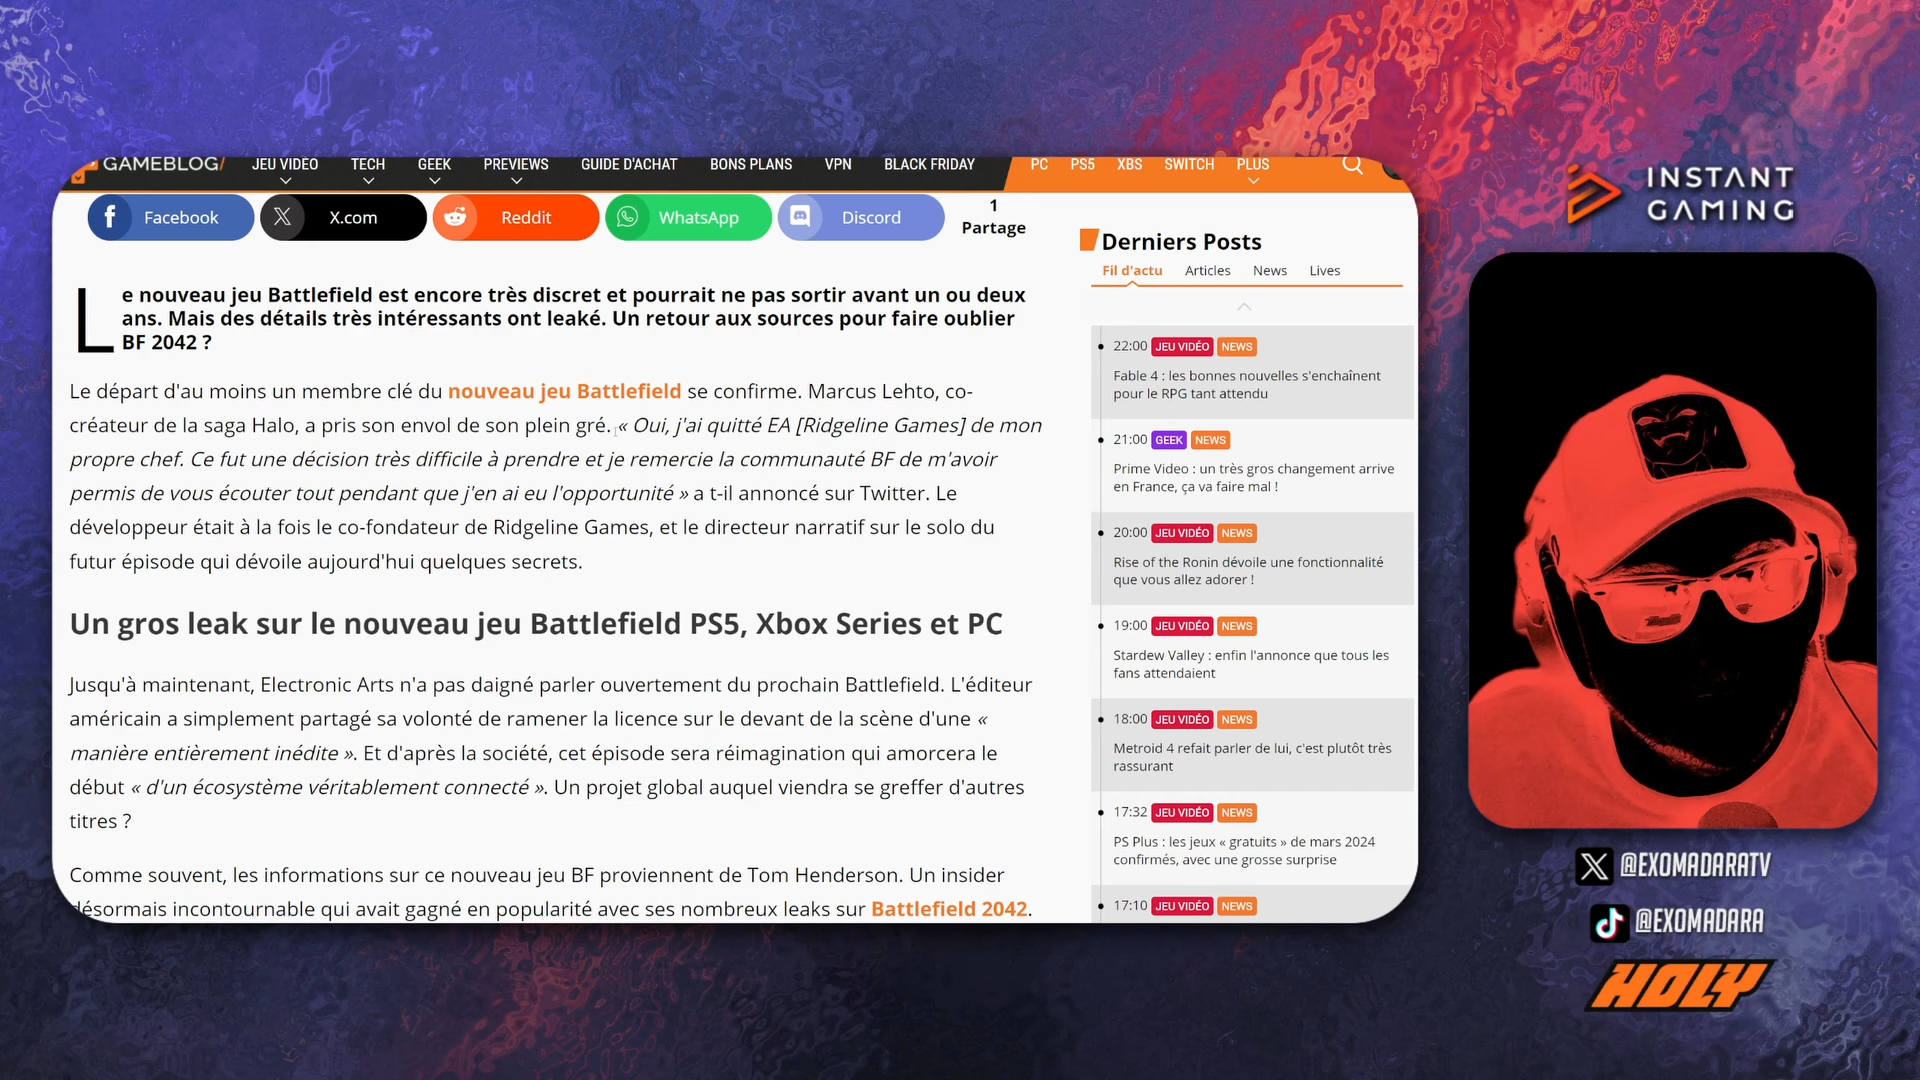 GAMEBLOG/
JEU VIDÉO TECH GEEK PREVIEWS GUIDE D'ACHAT BONS PLANS VPN BLACK FRIDAY PC PS5 XBS SWITCH PLUS
Facebook
X.com
Reddit
WhatsApp
Discord
1
Partage
Le nouveau jeu Battlefield est encore très discret et pourrait ne pas sortir avant un ou deux
ans. Mais des détails très intéressants ont leaké. Un retour aux sources pour faire oublier
BF 2042 ?
Le départ d'au moins un membre clé du nouveau jeu Battlefield se confirme. Marcus Lehto, co-
créateur de la saga Halo, a pris son envol de son plein gré. « Oui, j'ai quitté EA [Ridgeline Games] de mon
propre chef. Ce fut une décision très difficile à prendre et je remercie la communauté BF de m'avoir
permis de vous écouter tout pendant que j'en ai eu l'opportunité » a t-il annoncé sur Twitter. Le
développeur était à la fois le co-fondateur de Ridgeline Games, et le directeur narratif sur le solo du
futur épisode qui dévoile aujourd'hui quelques secrets.
Un gros leak sur le nouveau jeu Battlefield PS5, Xbox Series et PC
Jusqu'à maintenant, Electronic Arts n'a pas daigné parler ouvertement du prochain Battlefield. L'éditeur
américain a simplement partagé sa volonté de ramener la licence sur le devant de la scène d'une «
manière entièrement inédite ». Et d'après la société, cet épisode sera réimagination qui amorcera le
début « d'un écosystème véritablement connecté ». Un projet global auquel viendra se greffer d'autres
titres ?
Comme souvent, les informations sur ce nouveau jeu BF proviennent de Tom Henderson. Un insider
désormais incontournable qui avait gagné en popularité avec ses nombreux leaks sur Battlefield 2042.
Derniers Posts
Fil d'actu Articles News Lives
22:00 JEU VIDÉO NEWS
Fable 4 : les bonnes nouvelles s'enchaînent
pour le RPG tant attendu
21:00 GEEK NEWS
Prime Video : un très gros changement arrive
en France, ça va faire mal !
20:00 JEU VIDÉO NEWS
Rise of the Ronin dévoile une fonctionnalité
que vous allez adorer !
19:00 JEU VIDÉO NEWS
Stardew Valley : enfin l'annonce que tous les
fans attendaient
18:00 JEU VIDÉO NEWS
Metroid 4 refait parler de lui, c'est plutôt très
rassurant
17:32 JEU VIDÉO NEWS
PS Plus : les jeux « gratuits » de mars 2024
confirmés, avec une grosse surprise
17:10 JEU VIDÉO NEWS
INSTANT
GAMING
@EXOMADARATV
@EXOMADARA
HOLY